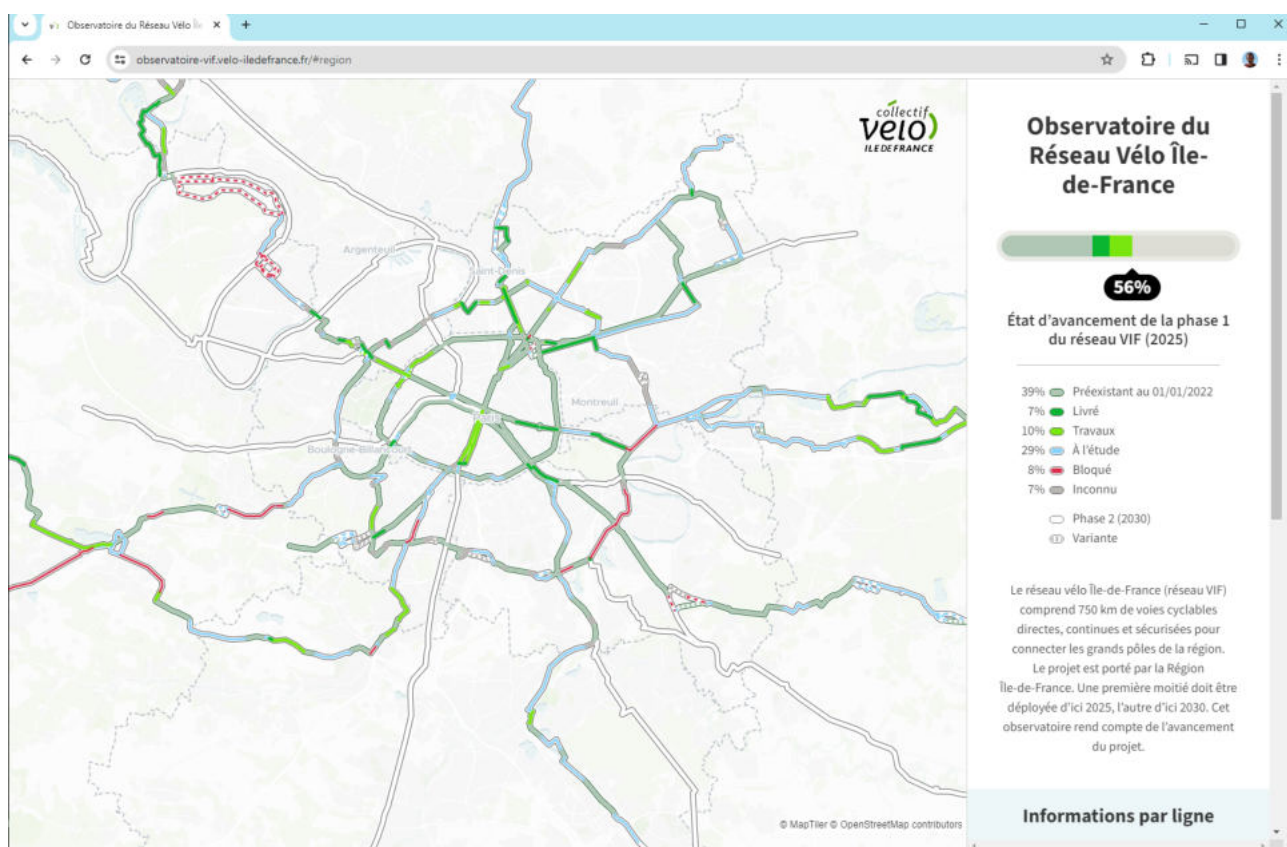 Observatoire du Réseau Vélo Îl
observatoire-vif.velo-iledefrance.fr/#region
collectif
vélo
ILE DE FRANCE
Argenteuil
Saint-Denis
Montreuil
Paris
Boulogne-Billancourt
© MapTiler © OpenStreetMap contributors
Observatoire du
Réseau Vélo Île-
de-France
56%
État d'avancement de la phase 1
du réseau VIF (2025)
39% Préexistant au 01/01/2022
7% Livré
10% Travaux
29% À l'étude
8% Bloqué
7% Inconnu
Phase 2 (2030)
Variante
Le réseau vélo Île-de-France (réseau VIF)
comprend 750 km de voies cyclables
directes, continues et sécurisées pour
connecter les grands pôles de la région.
Le projet est porté par la Région
Île-de-France. Une première moitié doit être
déployée d'ici 2025, l'autre d'ici 2030. Cet
observatoire rend compte de l'avancement
du projet.
Informations par ligne